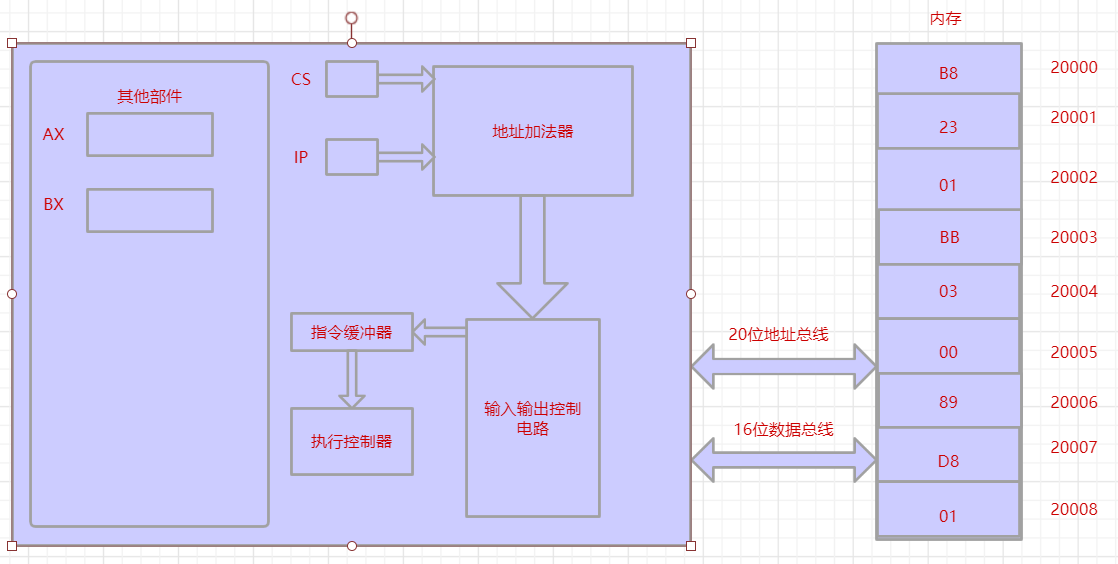 内存
其他部件
AX
BX
CS
IP
地址加法器
指令缓冲器
执行控制器
输入输出控制
电路
20位地址总线
16位数据总线
B8 20000
23 20001
01 20002
BB 20003
03 20004
00 20005
89 20006
D8 20007
01 20008